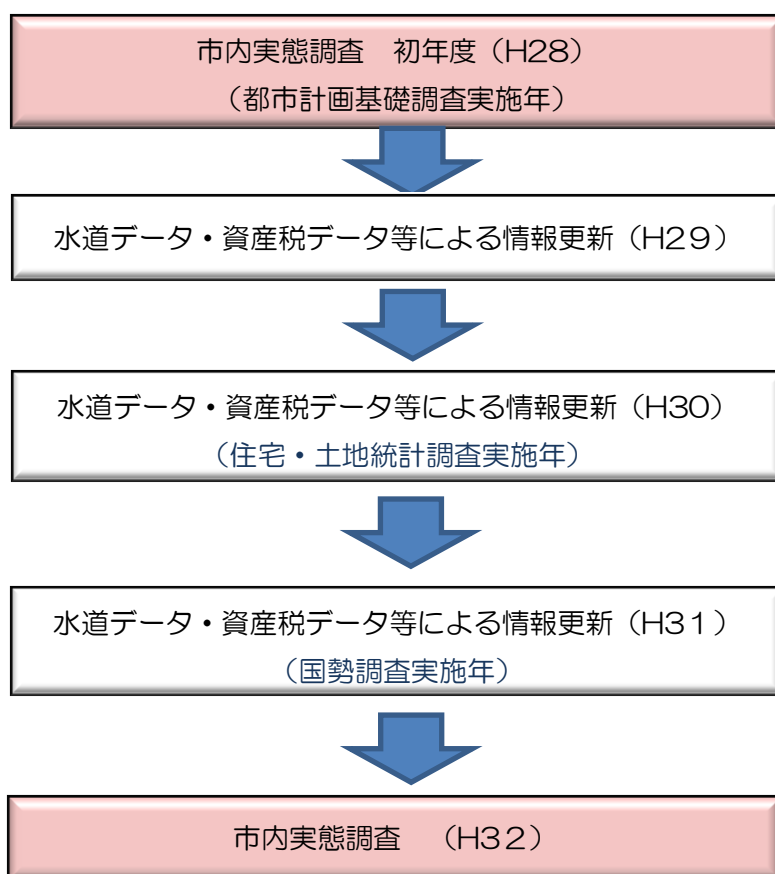 市内実態調査　初年度（H28）
（都市計画基礎調査実施年）
水道データ・資産税データ等による情報更新（H２９）
水道データ・資産税データ等による情報更新（H３０）
（住宅・土地統計調査実施年）
水道データ・資産税データ等による情報更新（H３１）
（国勢調査実施年）
市内実態調査　（H３２）